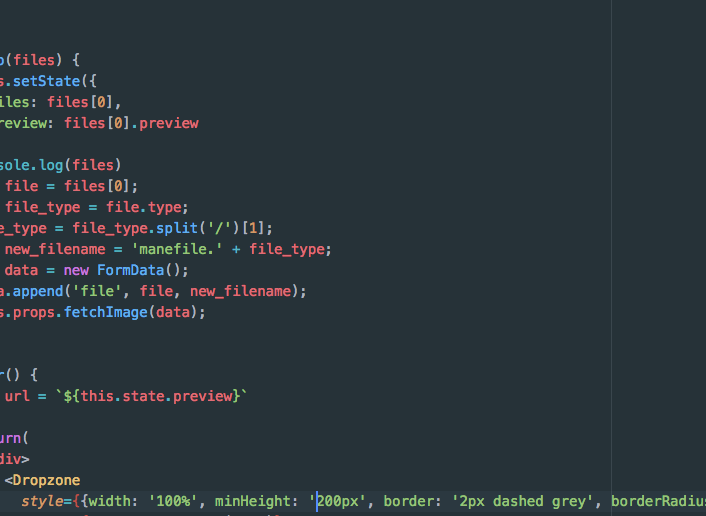 (files) {
.setState({
iles: files[0],
review: files[0].preview
sole.log(files)
file = files[0];
file_type = file.type;
e_type = file_type.split('/')[1];
new_filename = 'manefile.' + file_type;
data = new FormData();
a.append('file', file, new_filename);
s.props.fetchImage(data);
r() {
url = `${this.state.preview}`
urn(
div>
<Dropzone
style={{width: '100%', minHeight: '200px', border: '2px dashed grey', borderRadius